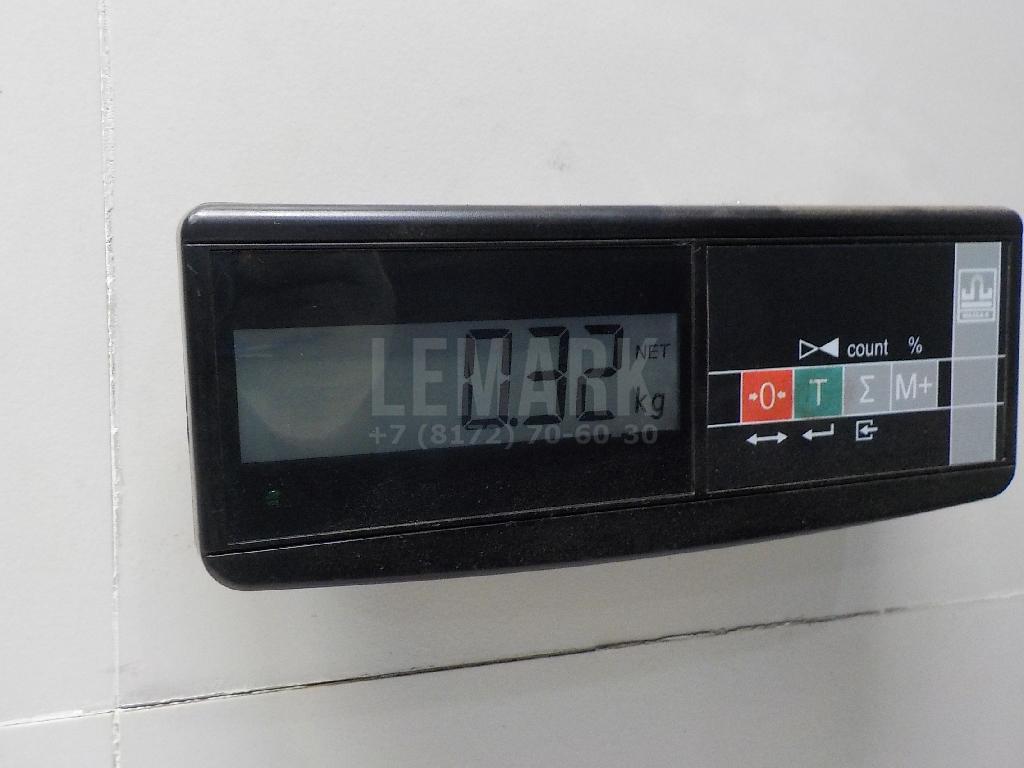 LEMARK
+7 (8172) 70-60-30
0.32 NET
kg
count %
→0← T Σ M+